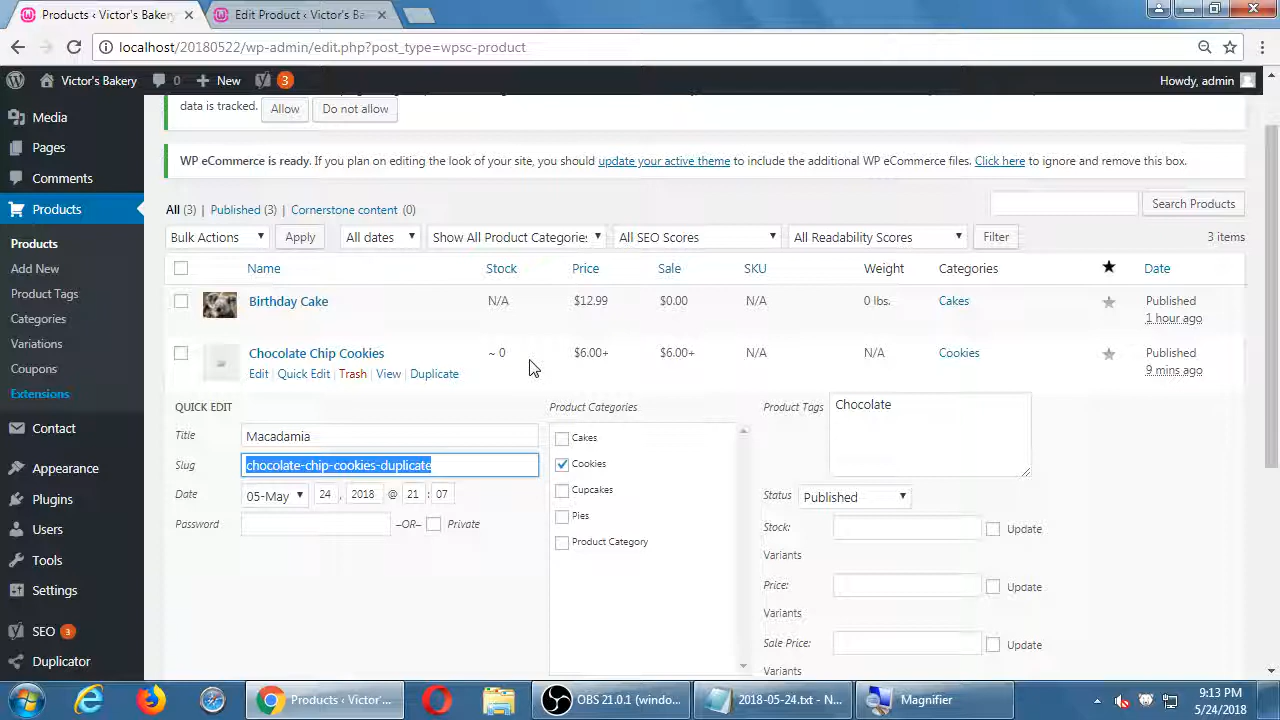 Products ‹ Victor's Bakery
Edit Product ‹ Victor's Ba
localhost/20180522/wp-admin/edit.php?post_type=wpsc-product
Victor's Bakery 0 New 3 Howdy, admin
data is tracked. Allow Do not allow
WP eCommerce is ready. If you plan on editing the look of your site, you should update your active theme to include the additional WP eCommerce files. Click here to ignore and remove this box.
Media
Pages
Comments
Products
Products
Add New
Product Tags
Categories
Variations
Coupons
Extensions
Contact
Appearance
Plugins
Users
Tools
Settings
SEO 3
Duplicator
All (3) | Published (3) | Cornerstone content (0)
Search Products
Bulk Actions Apply All dates Show All Product Categories All SEO Scores All Readability Scores Filter 3 items
Name Stock Price Sale SKU Weight Categories Date
Birthday Cake N/A $12.99 $0.00 N/A 0 lbs. Cakes Published
1 hour ago
Chocolate Chip Cookies ~ 0 $6.00+ $6.00+ N/A N/A Cookies Published
9 mins ago
Edit | Quick Edit | Trash | View | Duplicate
QUICK EDIT
Title Macadamia
Slug chocolate-chip-cookies-duplicate
Date 05-May 24 , 2018 @ 21 : 07
Password –OR– Private
Product Categories
Cakes
Cookies
Cupcakes
Pies
Product Category
Product Tags Chocolate
Status Published
Stock: Update
Variants
Price: Update
Variants
Sale Price: Update
Variants
Products ‹ Victor'...
OBS 21.0.1 (windo...
2018-05-24.txt - N...
Magnifier
9:13 PM
5/24/2018